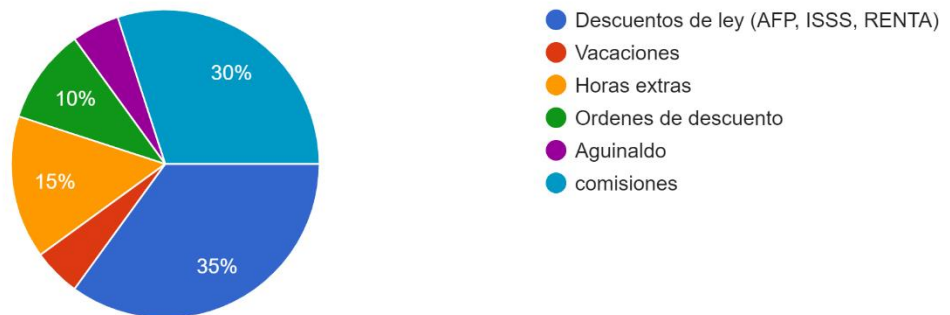 30%
10%
15%
35%
Descuentos de ley (AFP, ISSS, RENTA)
Vacaciones
Horas extras
Ordenes de descuento
Aguinaldo
comisiones